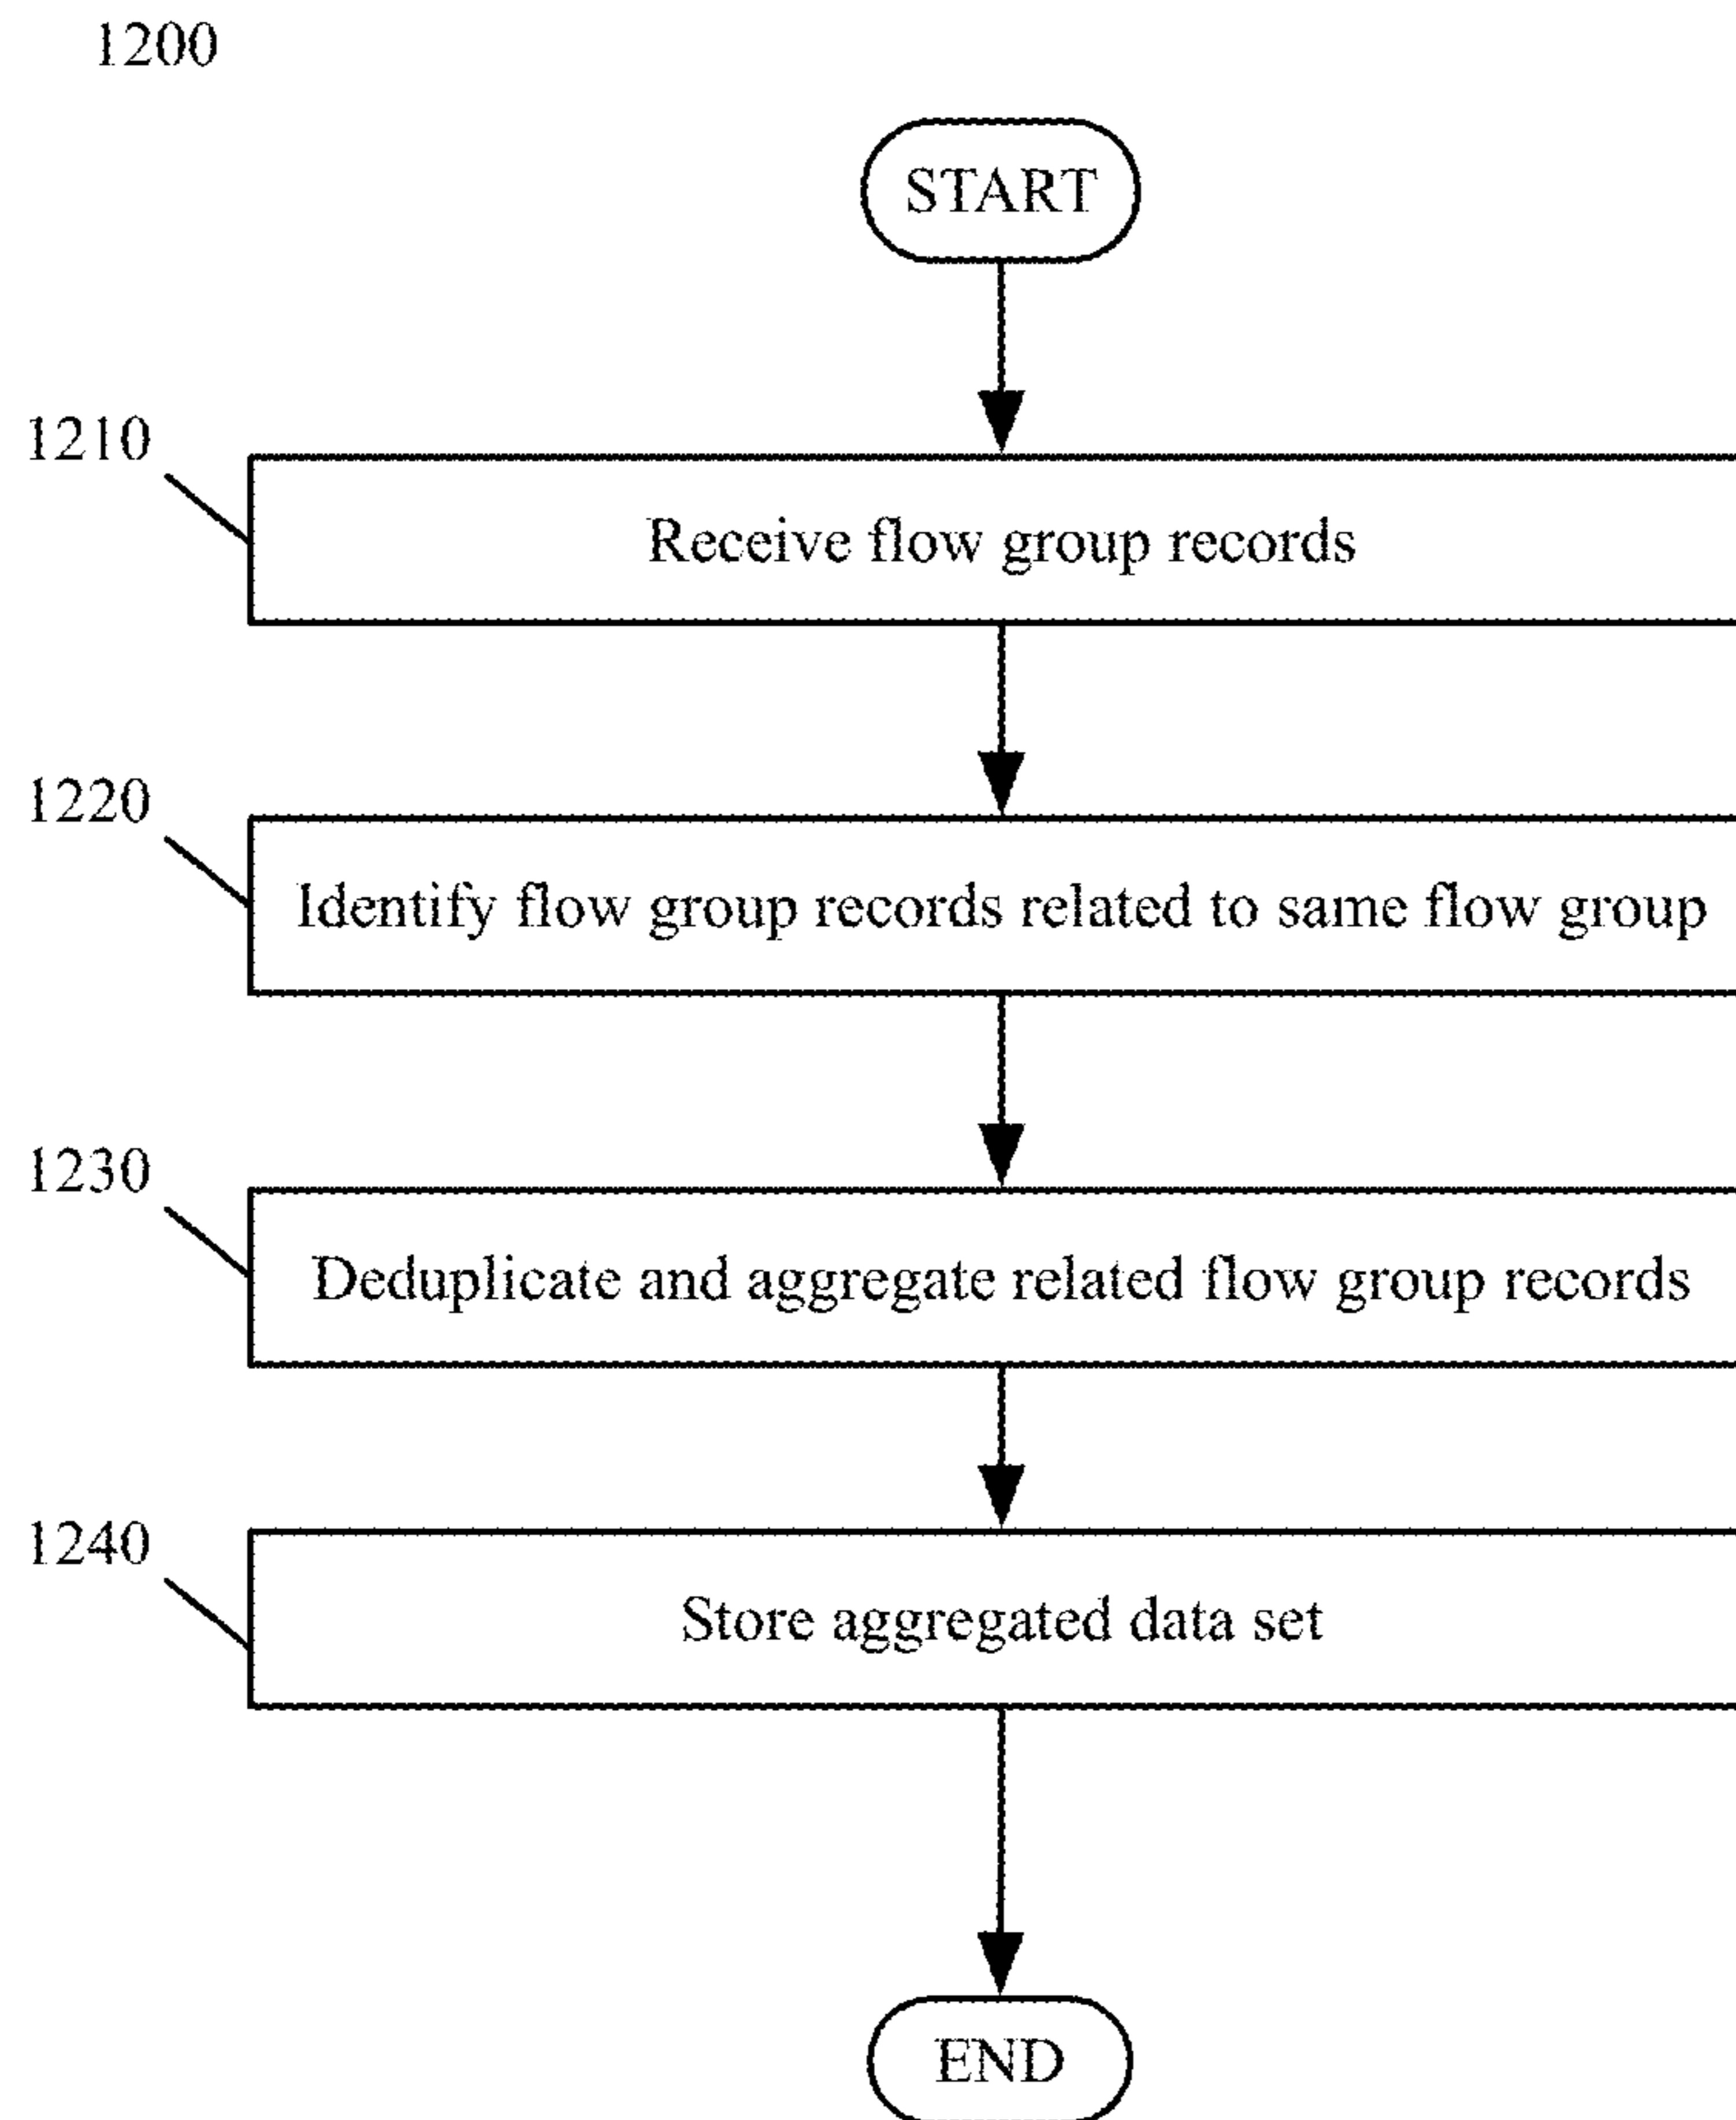 1200
START
1210
Receive flow group records
1220
Identify flow group records related to same flow group
1230
Deduplicate and aggregate related flow group records
1240
Store aggregated data set
END